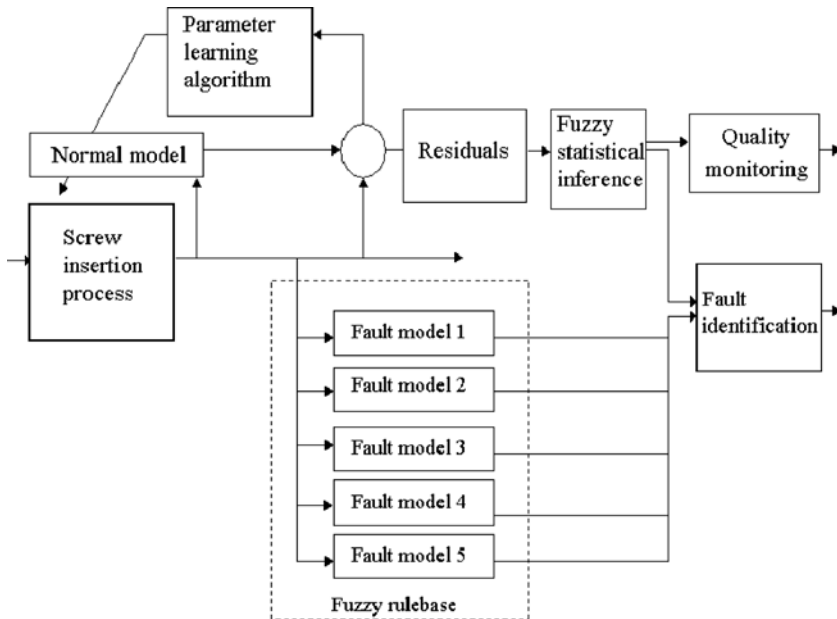 Parameter
learning
algorithm
Normal model
Residuals
Fuzzy
statistical
inference
Quality
monitoring
Screw
insertion
process
Fault
identification
Fault model 1
Fault model 2
Fault model 3
Fault model 4
Fault model 5
Fuzzy rulebase